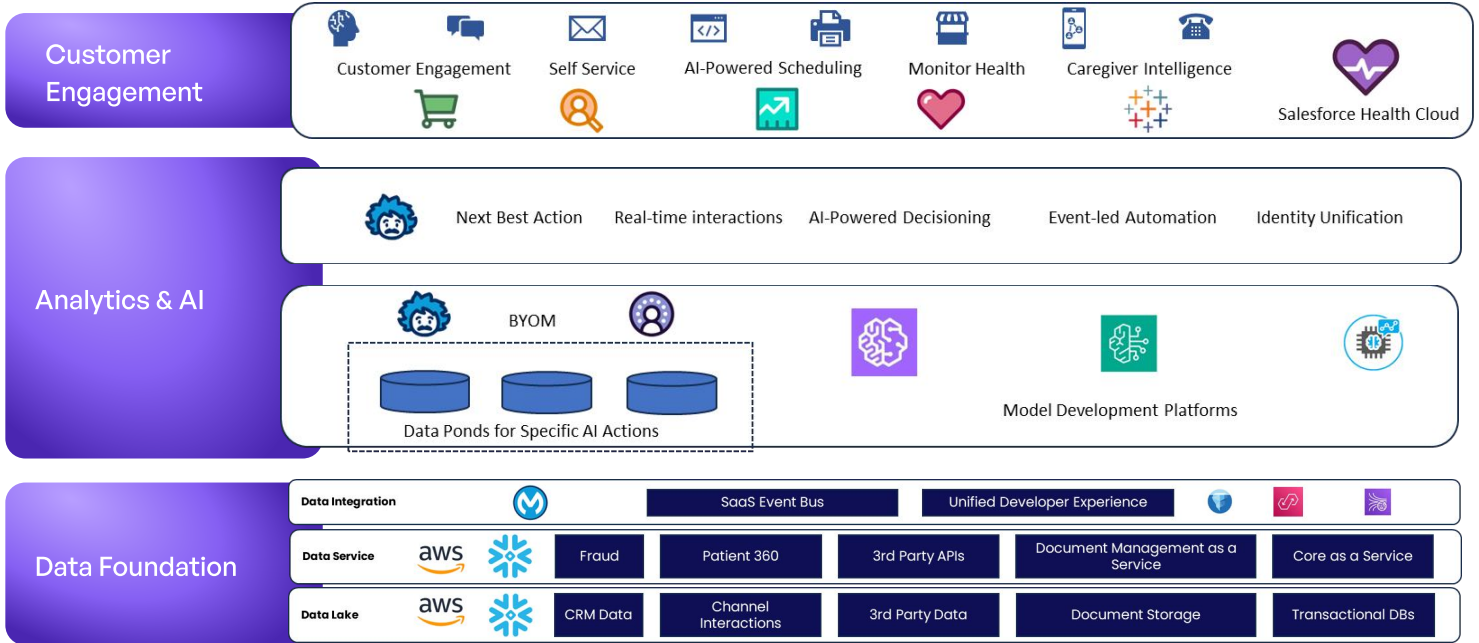 Customer
Engagement
Customer Engagement
Self Service
AI-Powered Scheduling
Monitor Health
Caregiver Intelligence
Salesforce Health Cloud
Analytics & AI
Next Best Action
Real-time interactions
AI-Powered Decisioning
Event-led Automation
Identity Unification
BYOM
Data Ponds for Specific AI Actions
Model Development Platforms
Data Foundation
Data Integration
SaaS Event Bus
Unified Developer Experience
Data Service
aws
Fraud
Patient 360
3rd Party APIs
Document Management as a
Service
Core as a Service
Data Lake
aws
CRM Data
Channel
Interactions
3rd Party Data
Document Storage
Transactional DBs